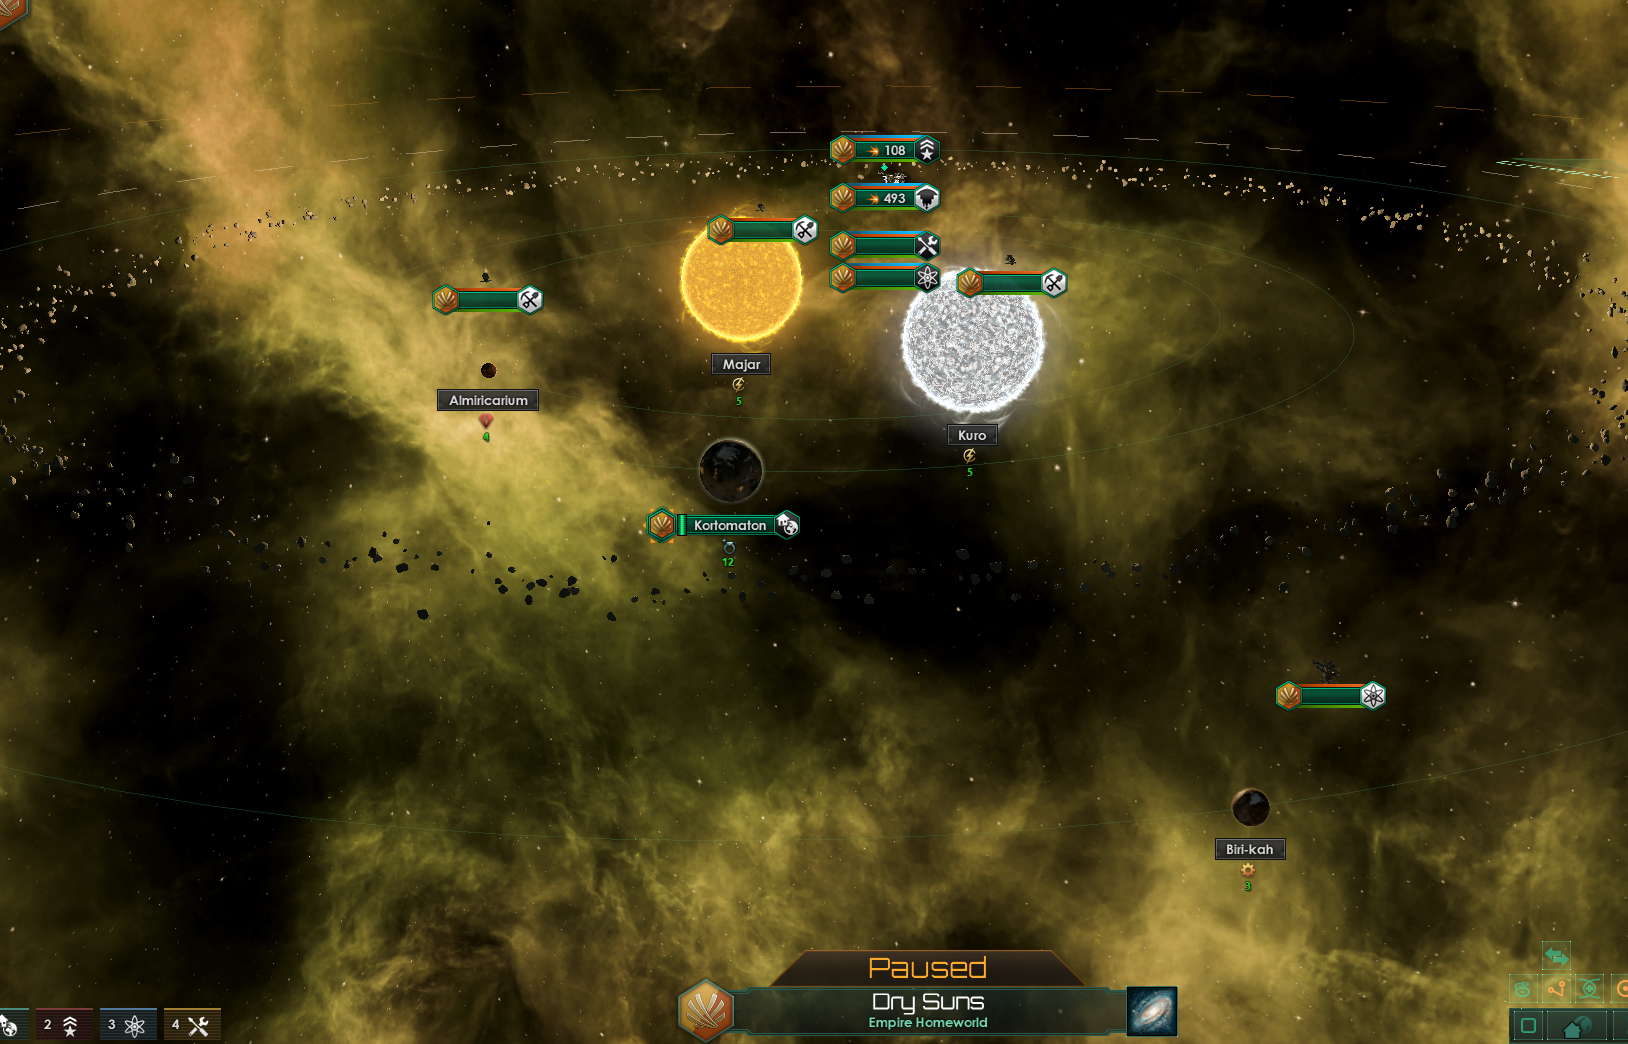 108
3
493
Majar
5
Almiricarium
4
Kuro
5
Kortomaton
12
Biri-kah
3
Paused
Dry Suns
Empire Homeworld
2
3
4